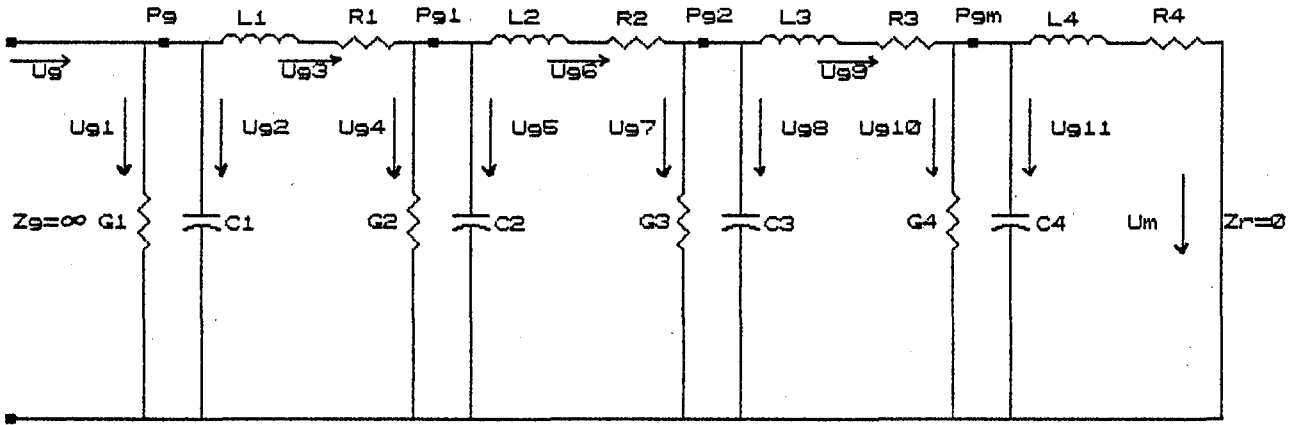 Pg L1 R1 Pg1 L2 R2 Pg2 L3 R3 Pgm L4 R4
Ug Ug3 Ug6 Ug9
Ug1 Ug2 Ug4 Ug5 Ug7 Ug8 Ug10 Ug11
Zg=∞ G1 C1 G2 C2 G3 C3 G4 C4 Um Zr=0